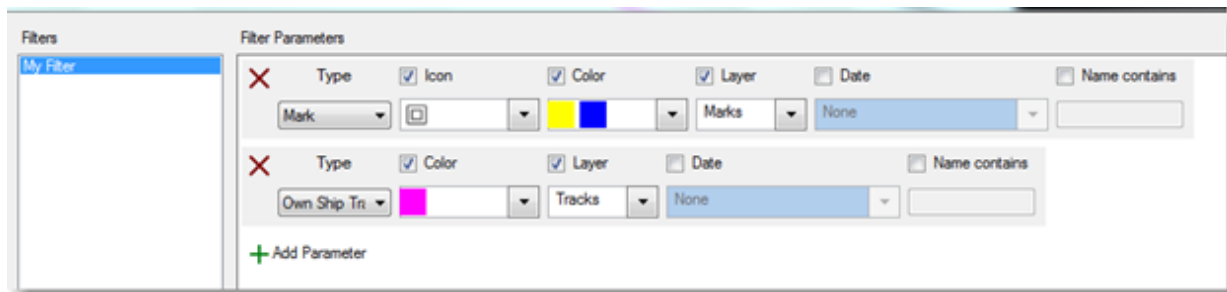 Filters Filter Parameters
My Filter
Type Icon Color Layer Date Name contains
Mark Marks None
Type Color Layer Date Name contains
Own Ship Tra Tracks None
Add Parameter